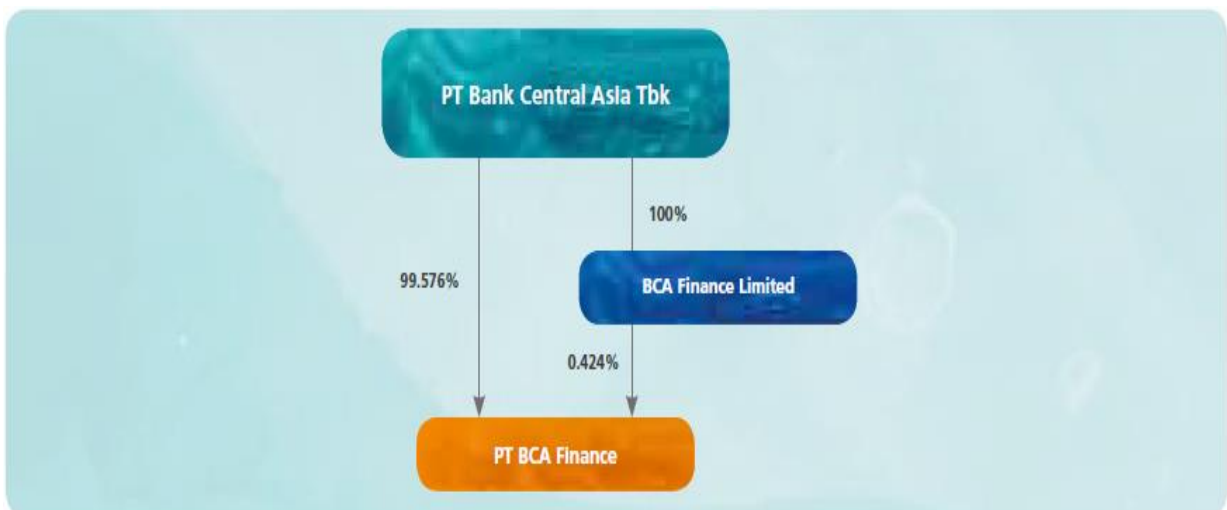 PT Bank Central Asia Tbk
100%
99.576%
BCA Finance Limited
0.424%
PT BCA Finance